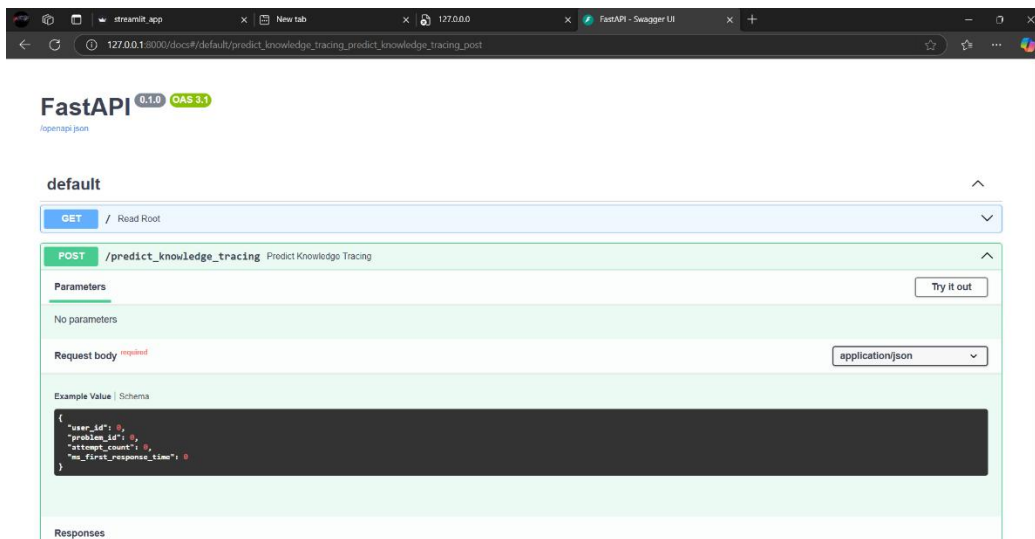 streamlit_app
New tab
127.0.0.0
FastAPI - Swagger UI
127.0.0.1:8000/docs#/default/predict_knowledge_tracing_predict_knowledge_tracing_post
FastAPI 0.1.0 OAS 3.1
/openapi.json
default
GET / Read Root
POST /predict_knowledge_tracing Predict Knowledge Tracing
Parameters
Try it out
No parameters
Request body required
application/json
Example Value | Schema
{
"user_id": 0,
"problem_id": 0,
"attempt_count": 0,
"ms_first_response_time": 0
}
Responses